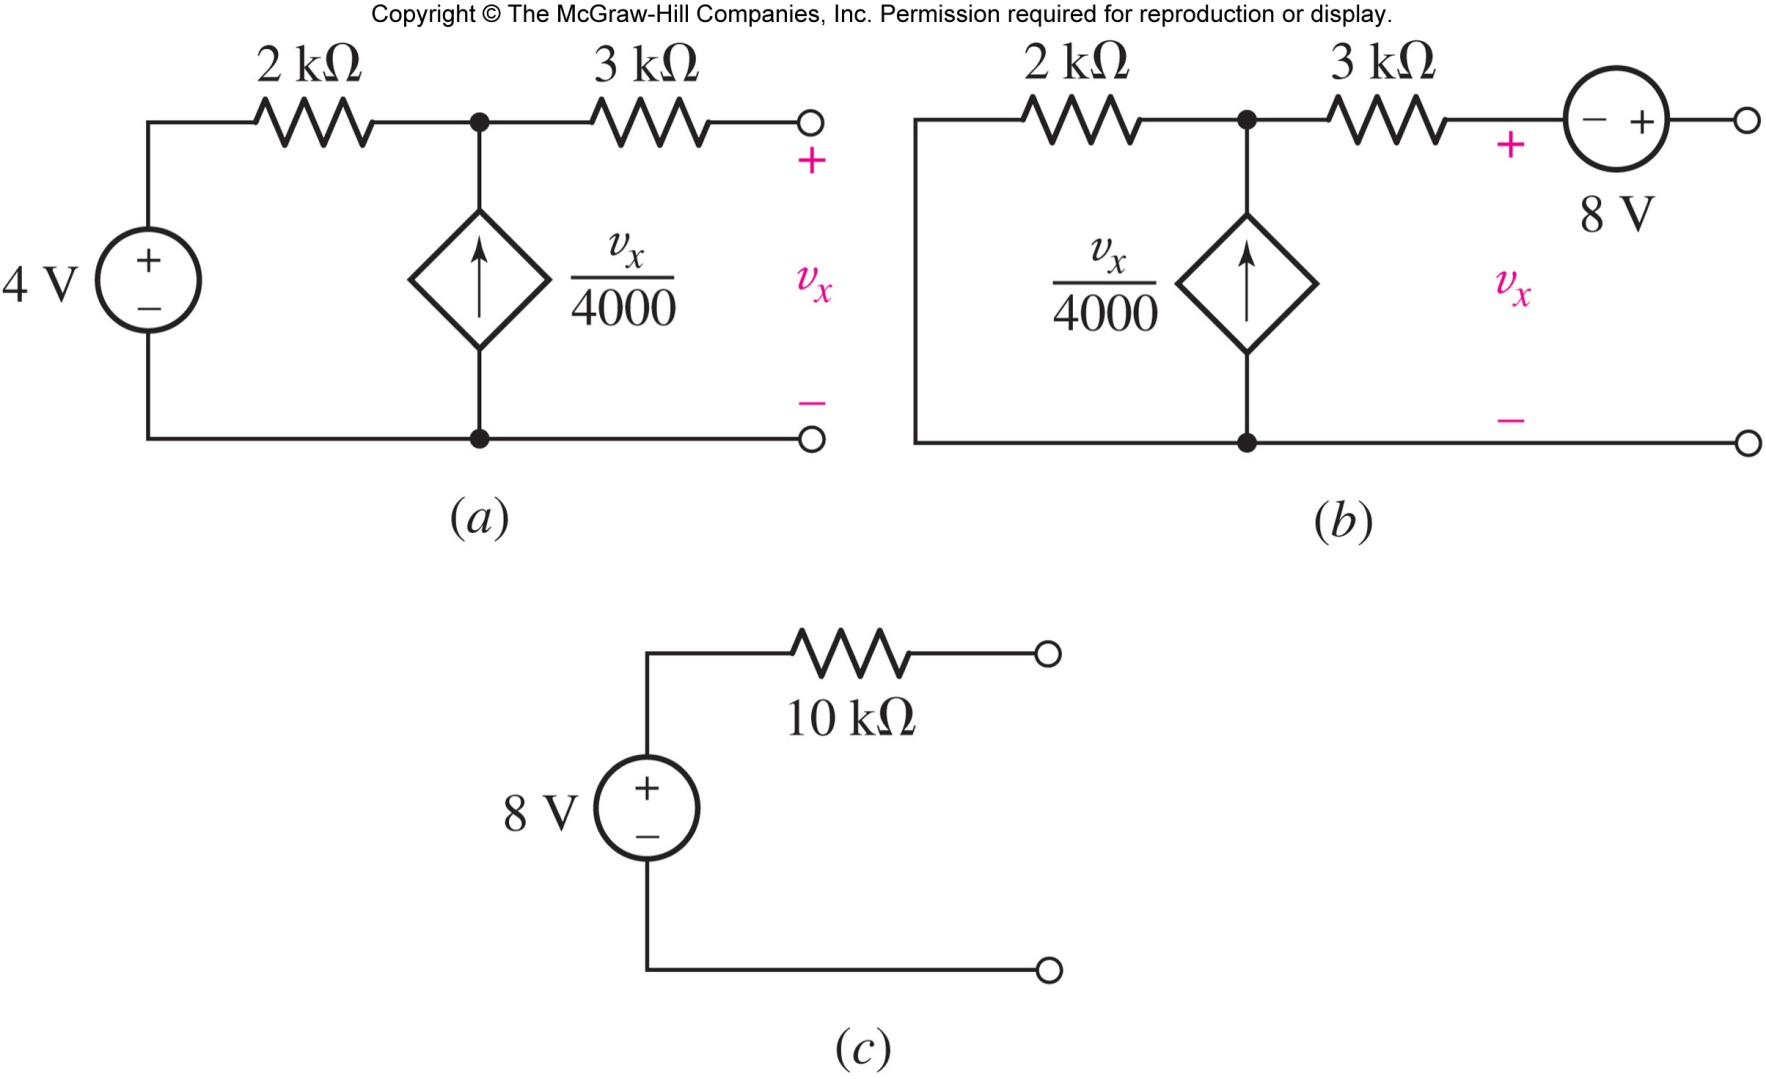 Copyright © The McGraw-Hill Companies, Inc. Permission required for reproduction or display.
2 kΩ
3 kΩ
4 V
+
−
vx
4000
+
vx
−
(a)
2 kΩ
3 kΩ
− +
8 V
vx
4000
+
vx
−
(b)
10 kΩ
8 V
+
−
(c)